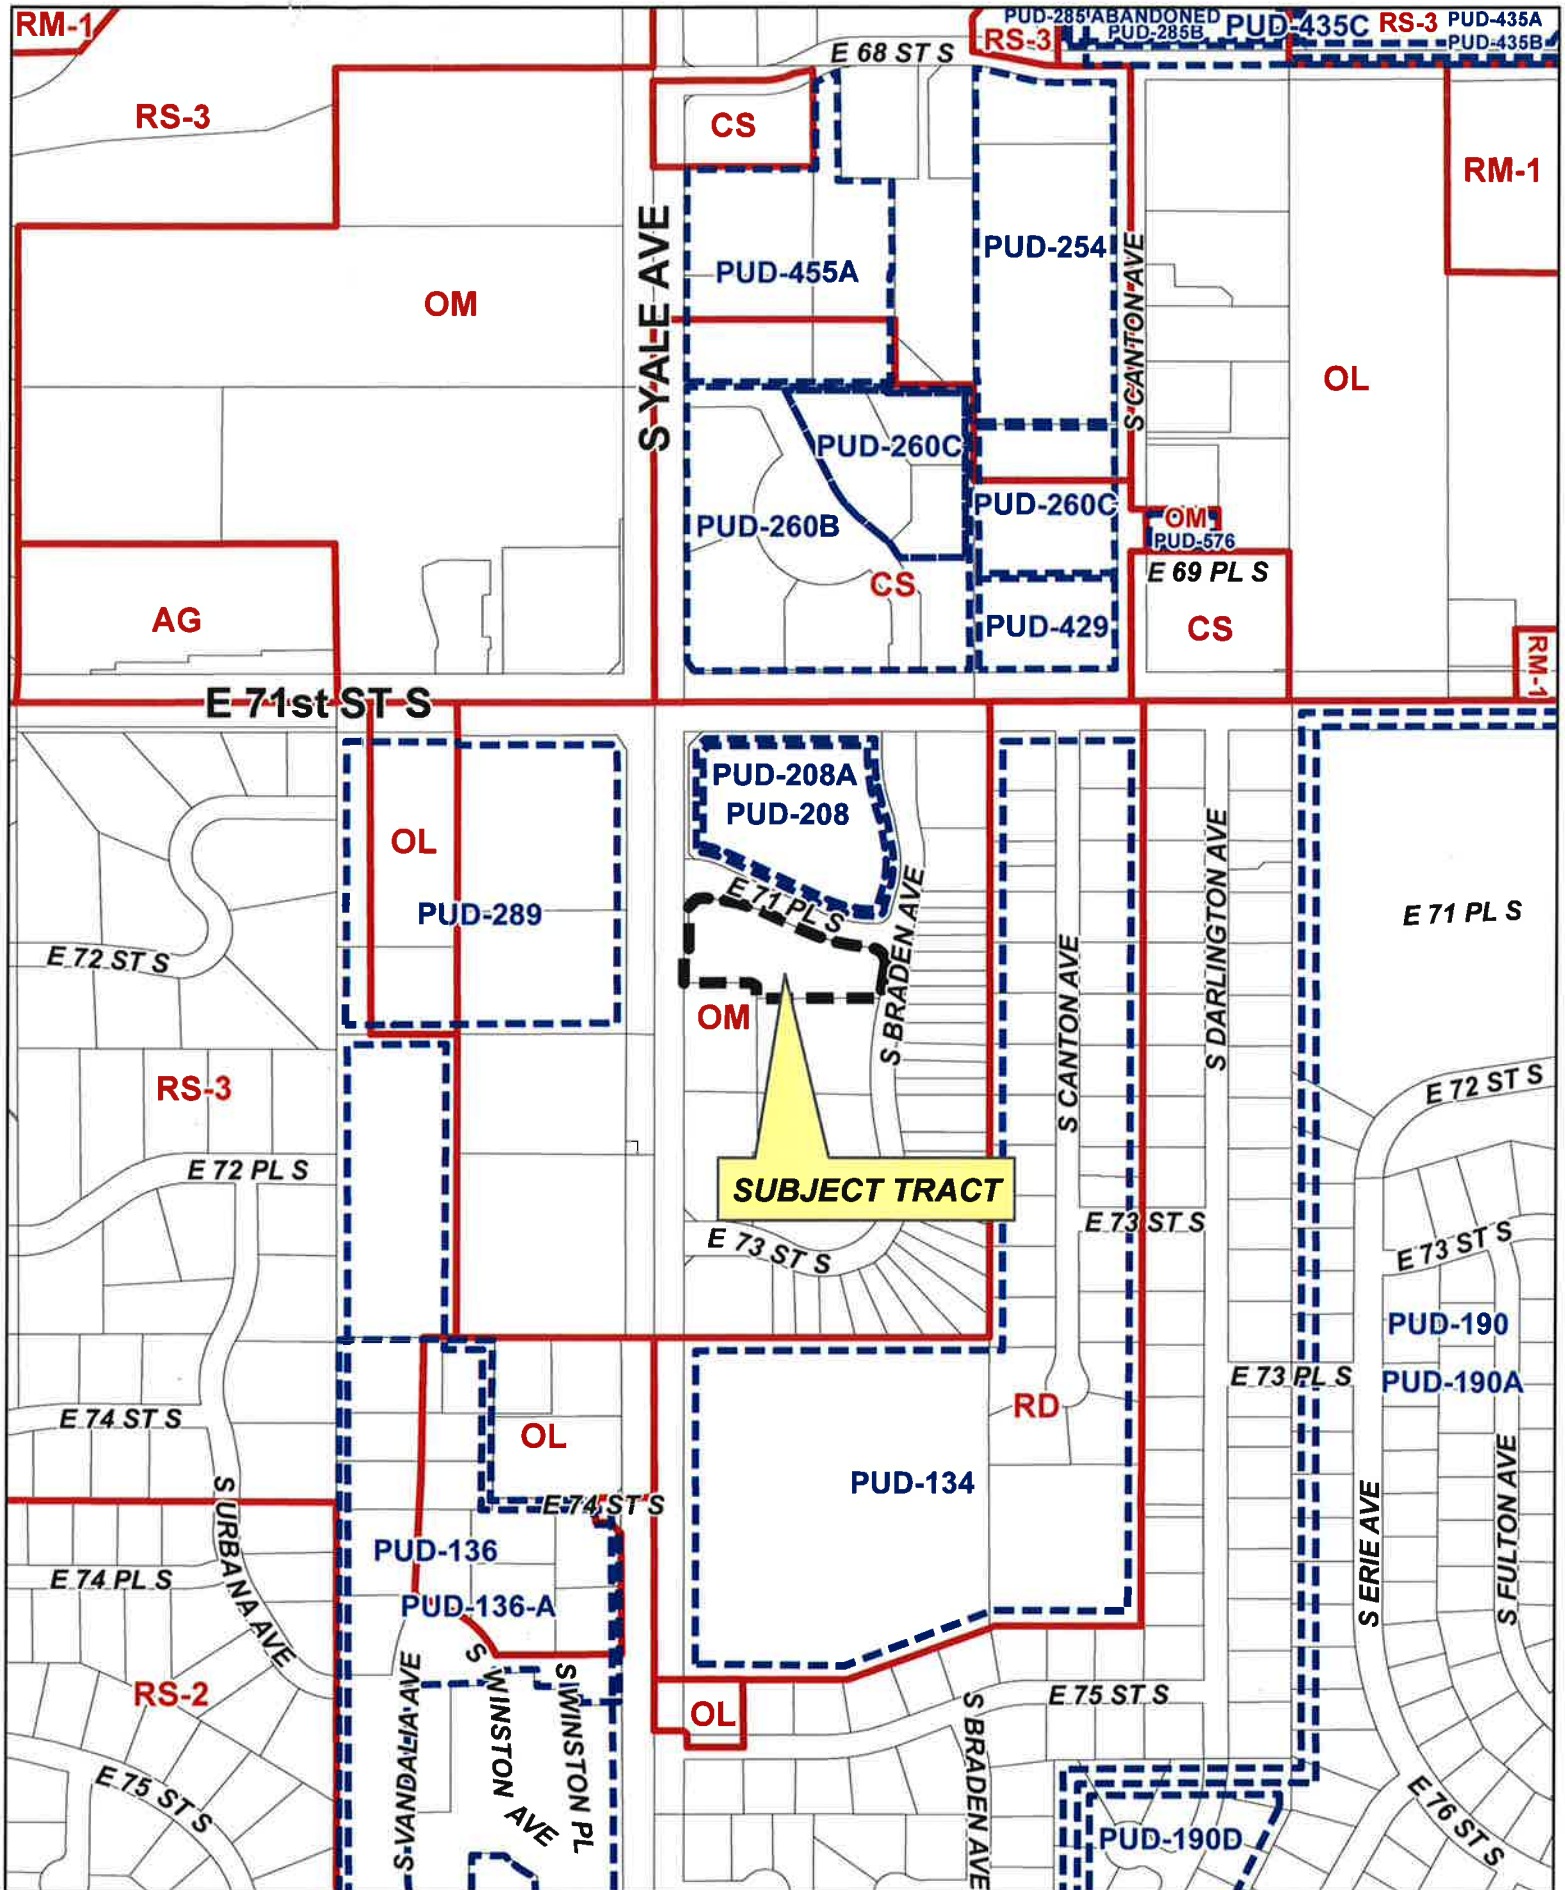 RM-1
PUD-285
ABANDONED
PUD-285B
PUD-435C
RS-3
PUD-435A
PUD-435B
RS-3
E 68 ST S
RS-3
CS
RM-1
PUD-455A
PUD-254
OM
S YALE AVE
S CANTON AVE
OL
PUD-260C
PUD-260B
PUD-260C
OM
PUD-576
E 69 PL S
CS
AG
PUD-429
CS
RM-1
E 71st ST S
PUD-208A
PUD-208
OL
PUD-289
E 71 PL S
S BRADEN AVE
S DARLINGTON AVE
E 71 PL S
E 72 ST S
OM
S CANTON AVE
RS-3
E 72 ST S
E 72 PL S
SUBJECT TRACT
E 73 ST S
E 73 ST S
E 73 ST S
PUD-190
E 73 PL S
PUD-190A
RD
E 74 ST S
OL
PUD-134
E 74 ST S
S URBANA AVE
S ERIE AVE
S FULTON AVE
PUD-136
E 74 PL S
PUD-136-A
RS-2
S VANDALIA AVE
S WINSTON AVE
S WINSTON PL
OL
E 75 ST S
S BRADEN AVE
E 75 ST S
PUD-190D
E 76 ST S